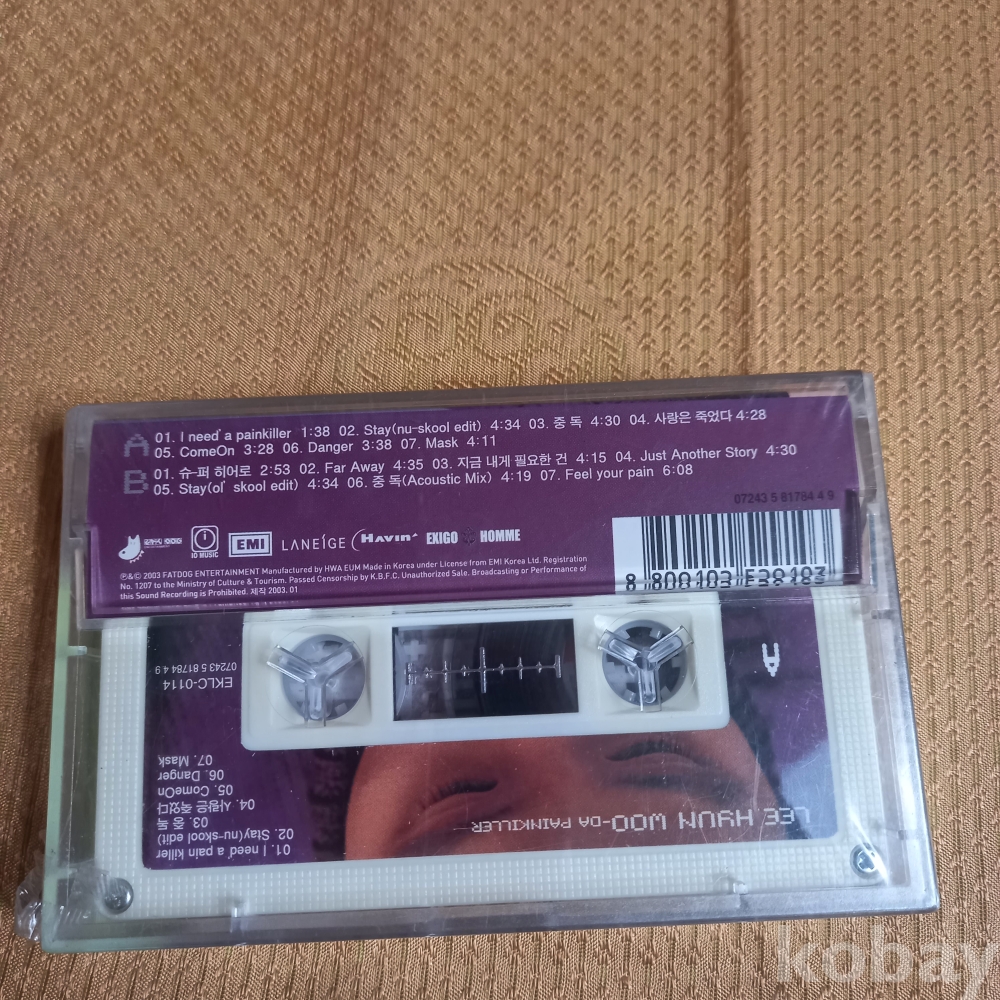 A
01. I need a painkiller 1:38 02. Stay(nu-skool edit) 4:34 03. 중 독 4:30 04. 사랑은 죽었다 4:28
05. ComeOn 3:28 06. Danger 3:38 07. Mask 4:11
B
01. 슈-퍼 히어로 2:53 02. Far Away 4:35 03. 지금 내게 필요한 건 4:15 04. Just Another Story 4:30
05. Stay(ol' skool edit) 4:34 06. 중 독(Acoustic Mix) 4:19 07. Feel your pain 6:08
07243 5 81784 4 9
IO MUSIC
EMI
LANEIGE
Havin'
EXIGO HOMME
℗&© 2003 FATDOG ENTERTAINMENT Manufactured by HWA EUM Made in Korea under License from EMI Korea Ltd. Registration
No. 1207 to the Ministry of Culture & Tourism. Passed Censorship by K.B.F.C. Unauthorized Sale. Broadcasting or Performance of
this Sound Recording is Prohibited. 제작 2003. 01
A
EKLC-0114
07243 5 81784 4 9
LEE HYUN WOO-DA PAINKILLER
01. I need a pain killer
02. Stay(nu-skool edit)
03. 중 독
04. 사랑은 죽었다
05. ComeOn
06. Danger
07. Mask
kobay